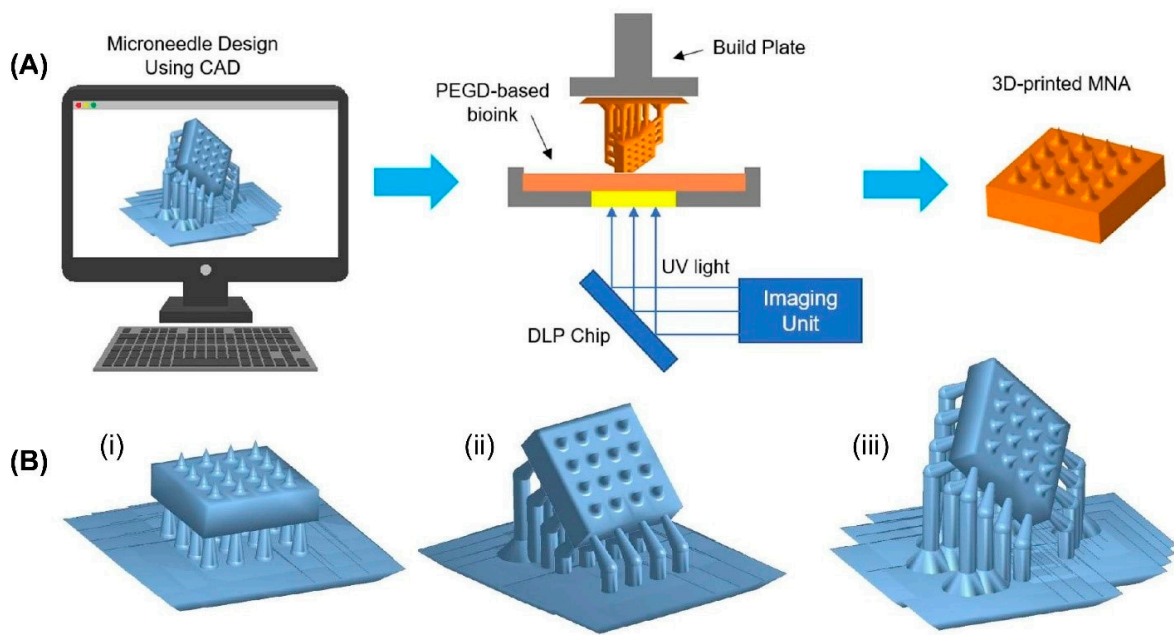 (A)
Microneedle Design
Using CAD
PEGD-based
bioink
Build Plate
3D-printed MNA
UV light
DLP Chip
Imaging
Unit
(B)
(i)
(ii)
(iii)